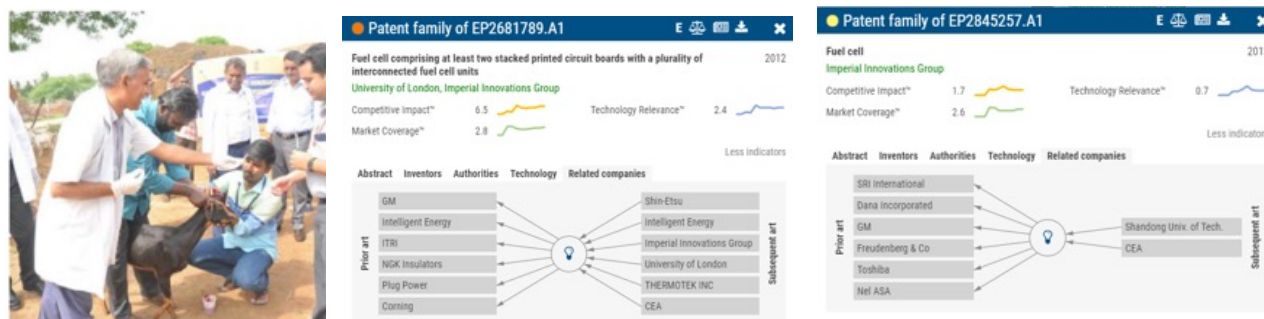 Patent family of EP2681789.A1
E
Fuel cell comprising at least two stacked printed circuit boards with a plurality of
2012
interconnected fuel cell units
University of London, Imperial Innovations Group
Competitive Impact™ 6.5
Technology Relevance™ 2.4
Market Coverage™ 2.8
Less indicators
Abstract Inventors Authorities Technology Related companies
Prior art
GM
Intelligent Energy
ITRI
NGK Insulators
Plug Power
Corning
Shin-Etsu
Intelligent Energy
Imperial Innovations Group
University of London
THERMOTEK INC
CEA
Subsequent art
Patent family of EP2845257.A1
E
Fuel cell
Imperial Innovations Group
Competitive Impact™ 1.7
Technology Relevance™ 0.7
Market Coverage™ 2.6
Less indicators
Abstract Inventors Authorities Technology Related companies
Prior art
SRI International
Dana Incorporated
GM
Freudenberg & Co
Toshiba
Nel ASA
Shandong Univ. of Tech.
CEA
Subsequent art